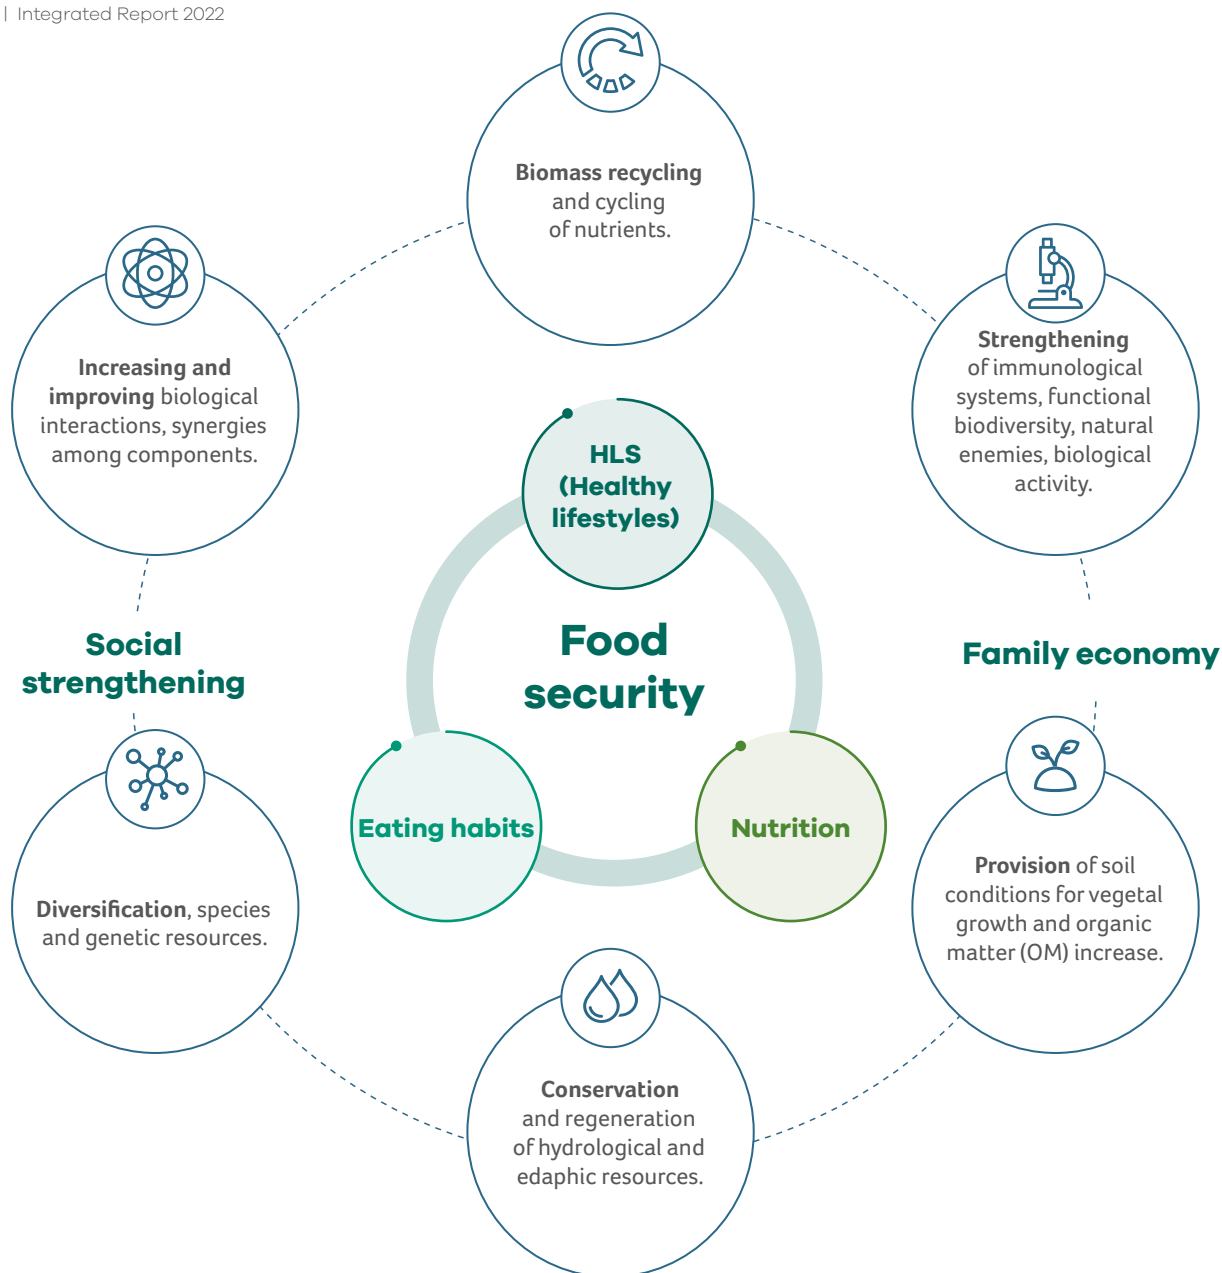 | Integrated Report 2022
Biomass recycling
and cycling
of nutrients.
Increasing and
improving biological
interactions, synergies
among components.
Strengthening
of immunological
systems, functional
biodiversity, natural
enemies, biological
activity.
HLS
(Healthy
lifestyles)
Food
security
Social
strengthening
Family economy
Eating habits
Nutrition
Diversification, species
and genetic resources.
Provision of soil
conditions for vegetal
growth and organic
matter (OM) increase.
Conservation
and regeneration
of hydrological and
edaphic resources.